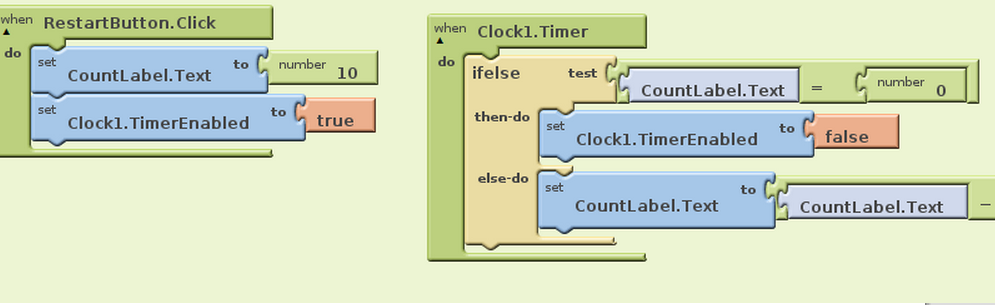 when RestartButton.Click
do
set CountLabel.Text to number 10
set Clock1.TimerEnabled to true
when Clock1.Timer
do
ifelse test CountLabel.Text = number 0
then-do set Clock1.TimerEnabled to false
else-do set CountLabel.Text to CountLabel.Text −